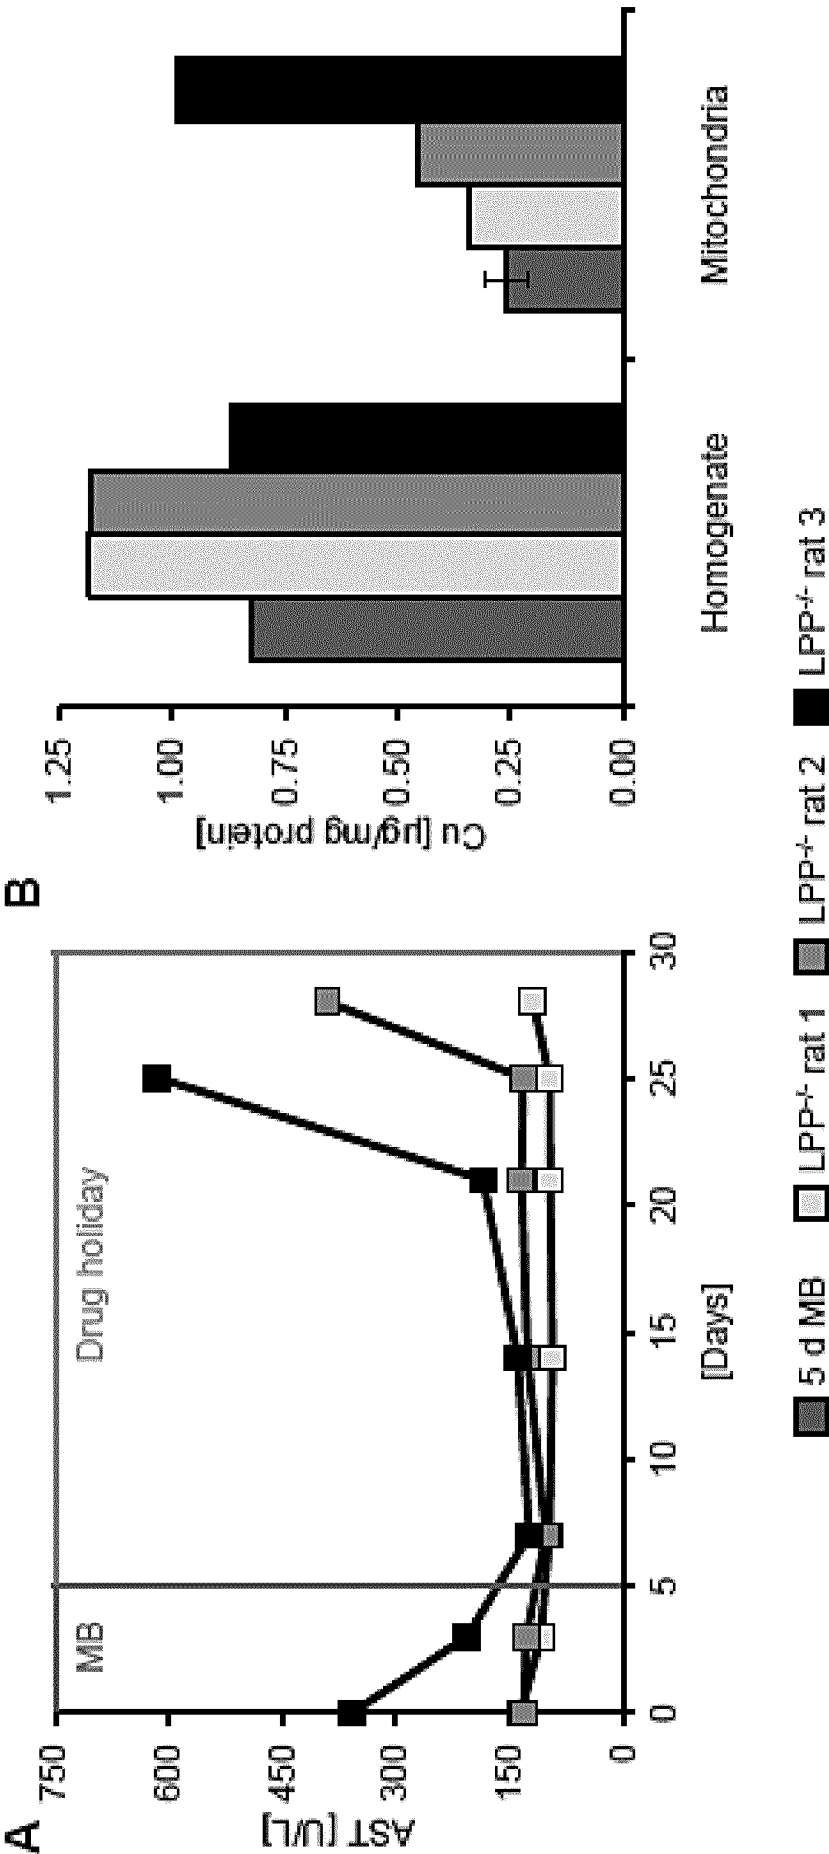 A
AST [U/L]
750
600
450
300
150
0
MB
Drug holiday
0 5 10 15 20 25 30
[Days]
B
Cu [µg/mg protein]
1.25
1.00
0.75
0.50
0.25
0.00
Homogenate Mitochondria
5 d MB LPP-/- rat 1 LPP-/- rat 2 LPP-/- rat 3